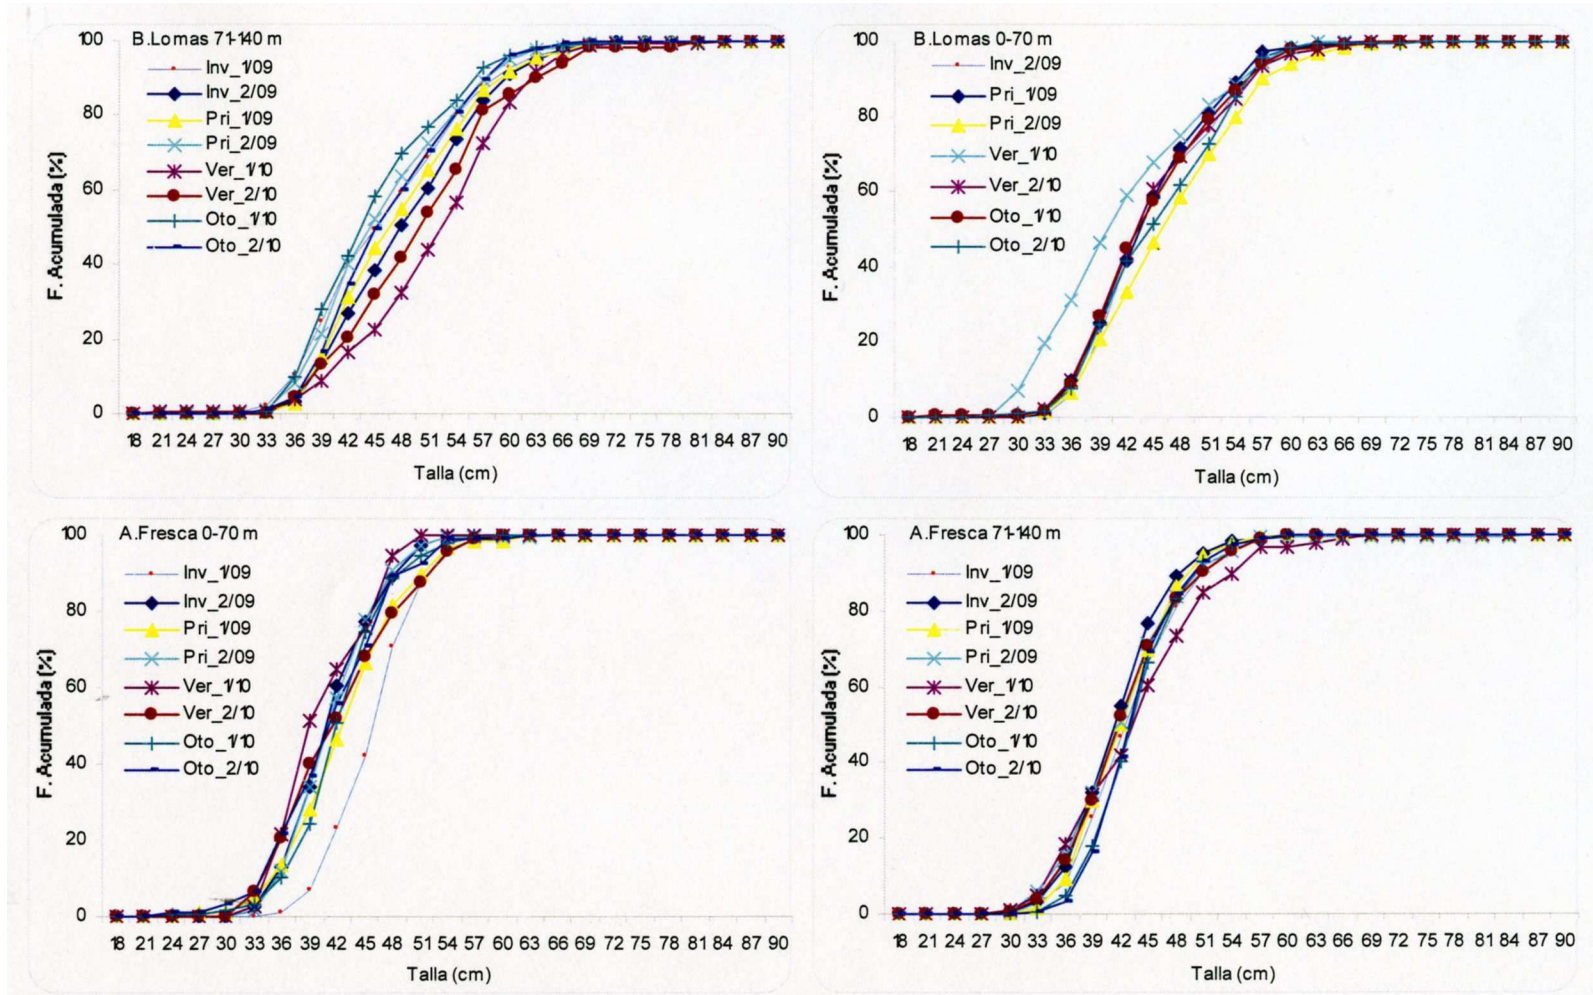 B.Lomas 71-140 m
Inv_1/09
Inv_2/09
Pri_1/09
Pri_2/09
Ver_1/10
Ver_2/10
Oto_1/10
Oto_2/10
F. Acumulada (%)
100
80
60
40
20
0
18 21 24 27 30 33 36 39 42 45 48 51 54 57 60 63 66 69 72 75 78 81 84 87 90
Talla (cm)
B.Lomas 0-70 m
Inv_2/09
Pri_1/09
Pri_2/09
Ver_1/10
Ver_2/10
Oto_1/10
Oto_2/10
F. Acumulada (%)
100
80
60
40
20
0
18 21 24 27 30 33 36 39 42 45 48 51 54 57 60 63 66 69 72 75 78 81 84 87 90
Talla (cm)
A.Fresca 0-70 m
Inv_1/09
Inv_2/09
Pri_1/09
Pri_2/09
Ver_1/10
Ver_2/10
Oto_1/10
Oto_2/10
F. Acumulada (%)
100
80
60
40
20
0
18 21 24 27 30 33 36 39 42 45 48 51 54 57 60 63 66 69 72 75 78 81 84 87 90
Talla (cm)
A.Fresca 71-140 m
Inv_1/09
Inv_2/09
Pri_1/09
Pri_2/09
Ver_1/10
Ver_2/10
Oto_1/10
Oto_2/10
F. Acumulada (%)
100
80
60
40
20
0
18 21 24 27 30 33 36 39 42 45 48 51 54 57 60 63 66 69 72 75 78 81 84 87 90
Talla (cm)